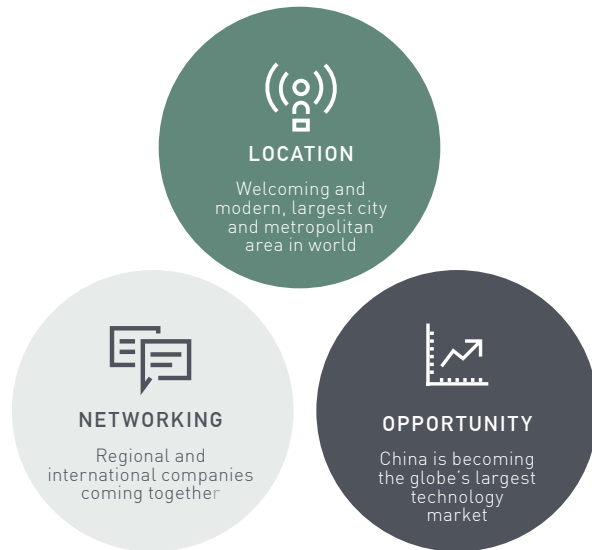 LOCATION
Welcoming and
modern, largest city
and metropolitan
area in world
NETWORKING
Regional and
international companies
coming together
OPPORTUNITY
China is becoming
the globe's largest
technology
market